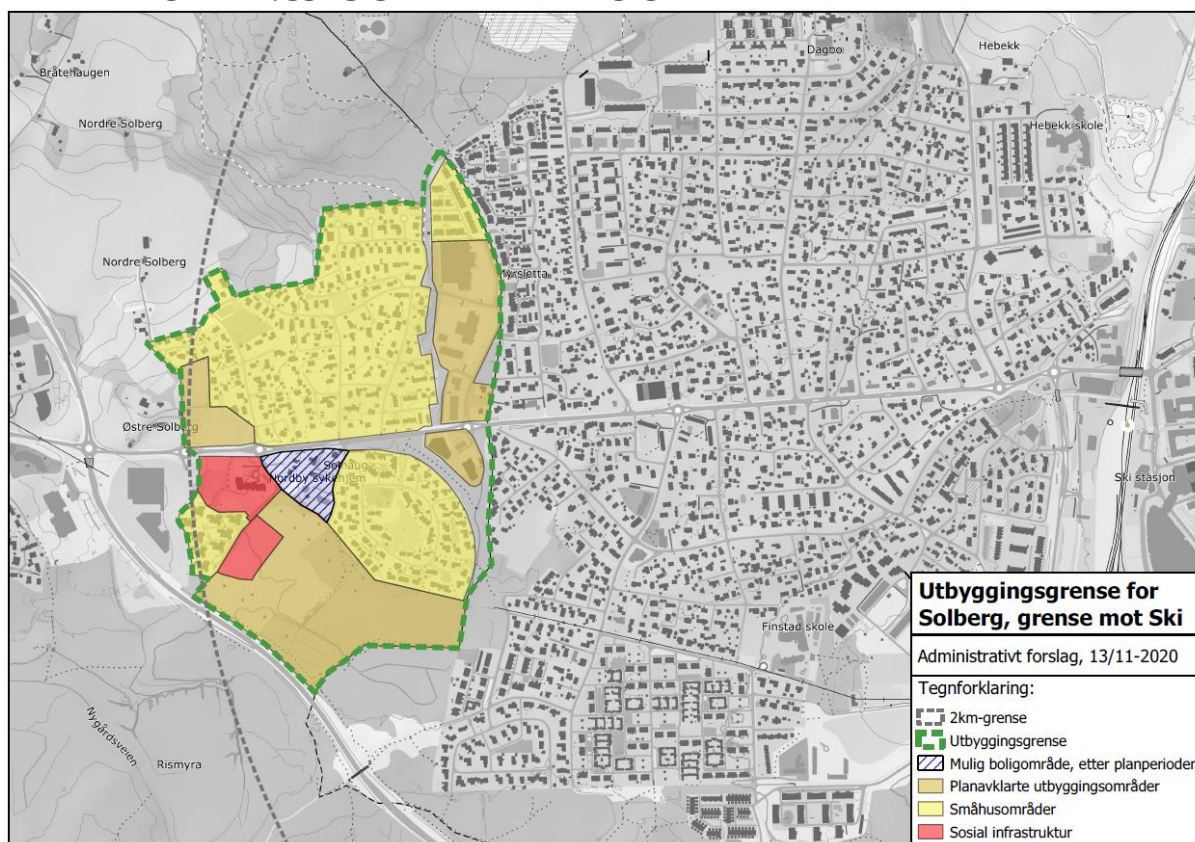 Dagbo
Hebekk
Bråtehaugen
Nordre Solberg
Hebekk skole
Nordre Solberg
Myrsletta
Østre Solberg
Solhaug
Nordby sykehjem
Ski stasjon
Finstad skole
Nygårdsveien
Rismyra
Utbyggingsgrense for
Solberg, grense mot Ski
Administrativt forslag, 13/11-2020
Tegnforklaring:
2km-grense
Utbyggingsgrense
Mulig boligområde, etter planperioden
Planavklarte utbyggingsområder
Småhusområder
Sosial infrastruktur